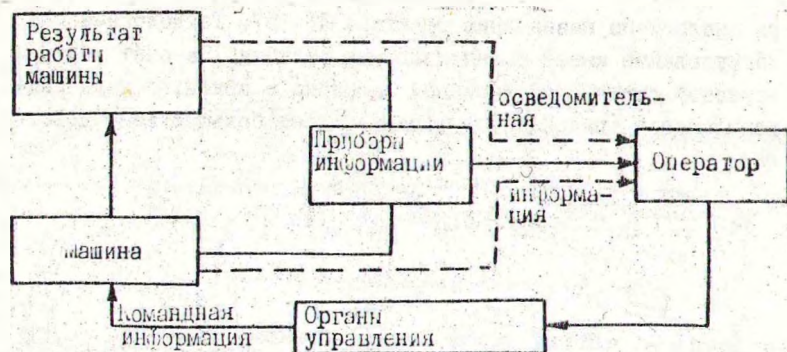 Результат
работы
машины
осведомитель-
ная
Приборы
информации
Оператор
информа-
ция
Машина
Командная
информация
Органы
управления